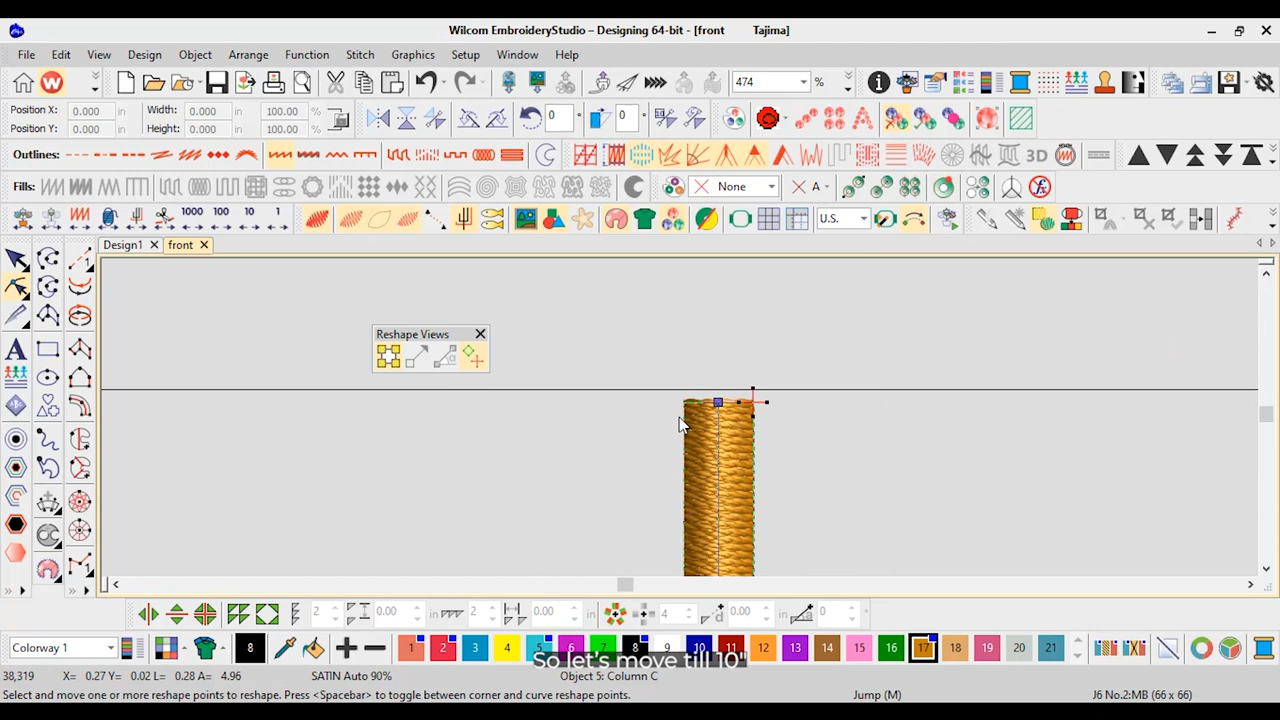 Wilcom EmbroideryStudio – Designing 64-bit - [front Tajima]
File Edit View Design Object Arrange Function Stitch Graphics Setup Window Help
474 %
Position X: 0.000 in Width: 0.000 in 100.00 % 0 0
Position Y: 0.000 in Height: 0.000 in 100.00 %
Outlines: 3D
Fills: None A
1000 100 10 1 U.S.
Design1 front
Reshape Views
A
2 0.00 in 2 0.00 in 4 0.00 in 0
Colorway 1 8 1 2 3 4 5 6 7 8 9 10 11 12 13 14 15 16 17 18 19 20 21
So let's move till 10"
38,319 X= 0.27 Y= 0.02 L= 0.28 A= 4.96 SATIN Auto 90% Object 5: Column C
Select and move one or more reshape points to reshape. Press <Spacebar> to toggle between corner and curve reshape points. Jump (M) J6 No.2:MB (66 x 66)